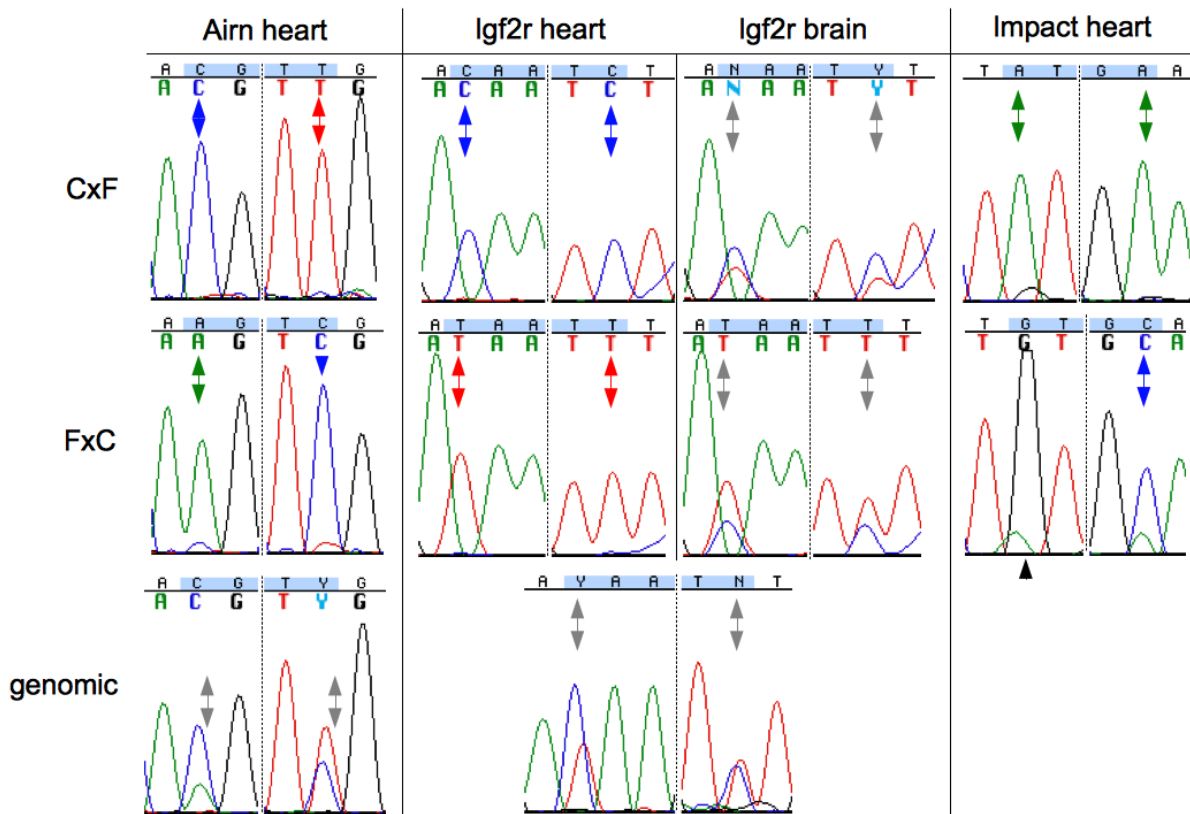 Airn heart Igf2r heart Igf2r brain Impact heart
A C G T T G A C A A T C T A N A A T Y T T A T G A A
A C G T T G A C A A T C T A N A A T Y T
CxF
A A G T C G A T A A T T T A T A A T T T T G T G C A
A A G T C G A T A A T T T A T A A T T T T G T G C A
FxC
A C G T Y G A Y A A T N T
A C G T Y G
genomic